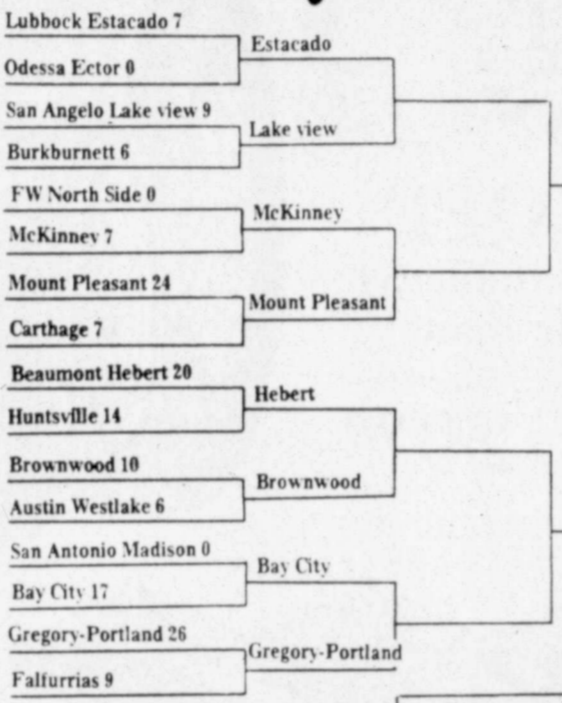 Lubbock Estacado 7
Estacado
Odessa Ector 0
San Angelo Lake view 9
Lake view
Burkburnett 6
FW North Side 0
McKinney
McKinney 7
Mount Pleasant 24
Mount Pleasant
Carthage 7
Beaumont Hebert 20
Hebert
Huntsville 14
Brownwood 10
Brownwood
Austin Westlake 6
San Antonio Madison 0
Bay City
Bay City 17
Gregory-Portland 26
Gregory-Portland
Falfurrias 9